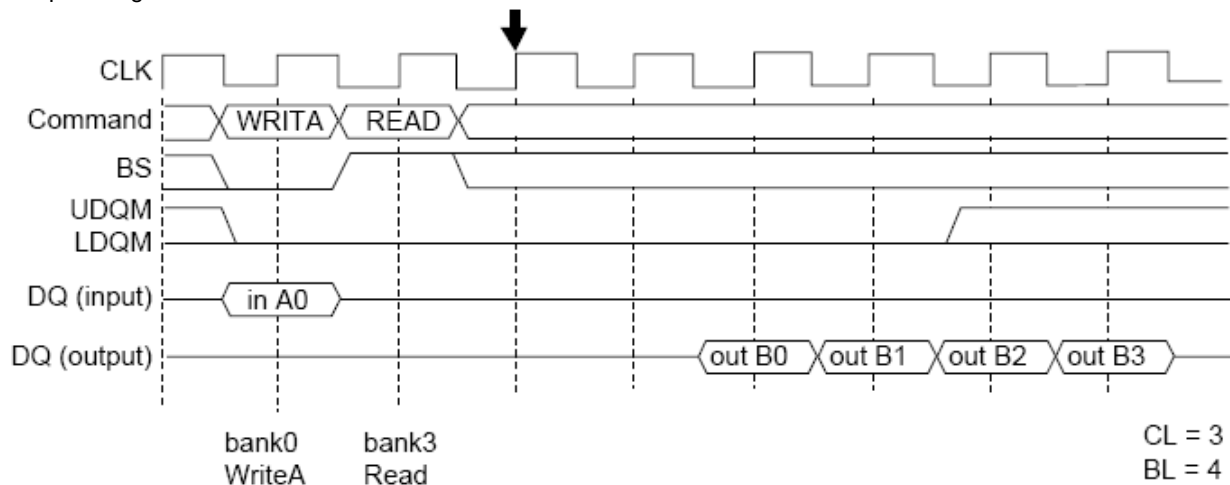 CLK
Command WRITA READ
BS
UDQM
LDQM
DQ (input) in A0
DQ (output) out B0 out B1 out B2 out B3
bank0 bank3 CL = 3
WriteA Read BL = 4